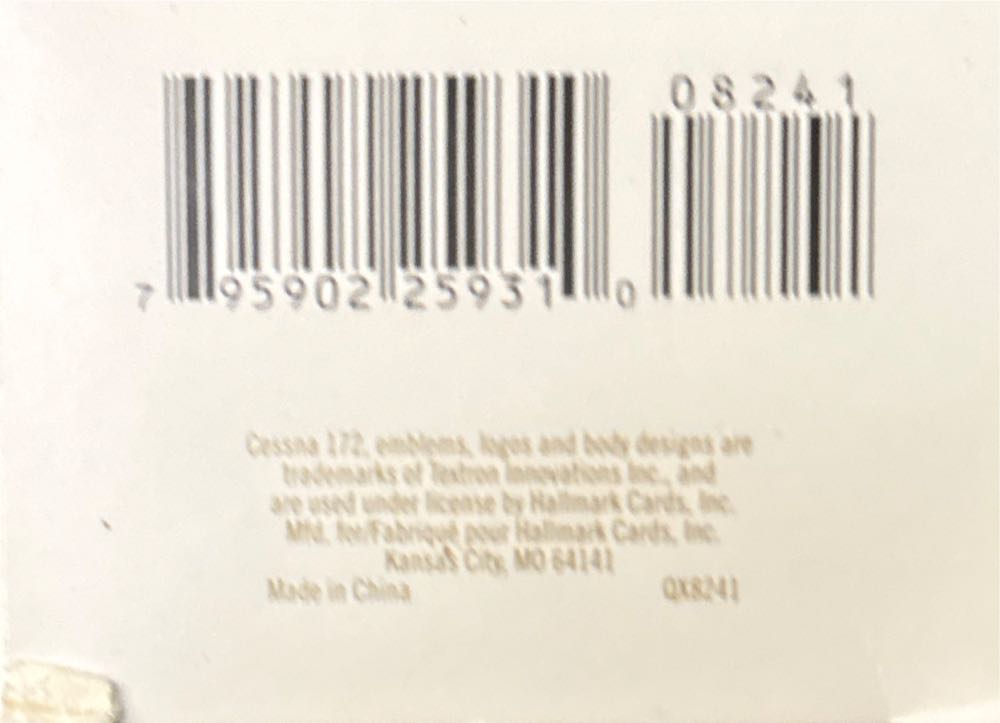 08241
7 95902 25931 0
Cessna 172, emblems, logos and body designs are
trademarks of Textron Innovations Inc., and
are used under license by Hallmark Cards, Inc.
Mfd. for/Fabriqué pour Hallmark Cards, Inc.
Kansas City, MO 64141
Made in China QX8241